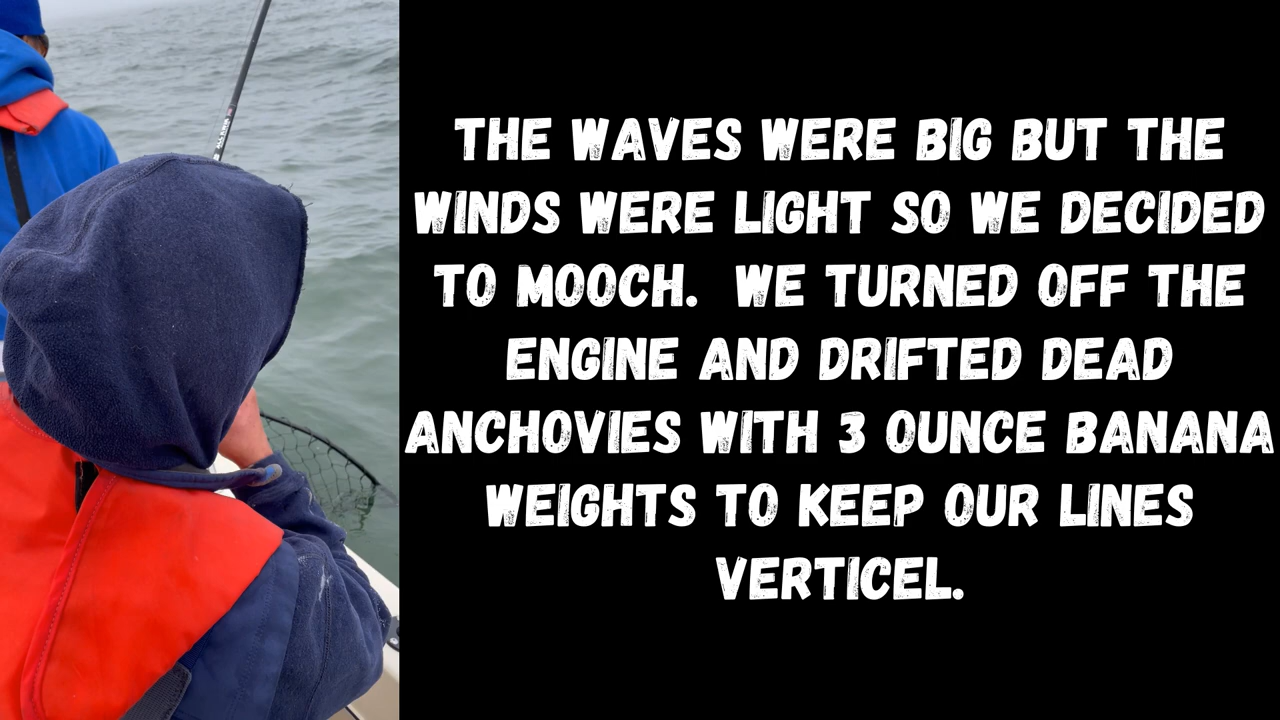 THE WAVES WERE BIG BUT THE
WINDS WERE LIGHT SO WE DECIDED
TO MOOCH.  WE TURNED OFF THE
ENGINE AND DRIFTED DEAD
ANCHOVIES WITH 3 OUNCE BANANA
WEIGHTS TO KEEP OUR LINES
VERTICEL.